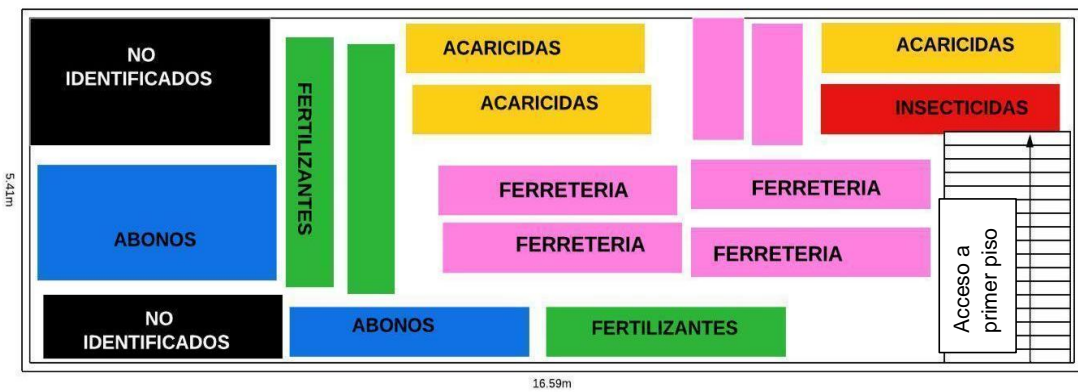 NO
IDENTIFICADOS
FERTILIZANTES
ACARICIDAS
ACARICIDAS
ACARICIDAS
INSECTICIDAS
5.41m
ABONOS
FERRETERIA
FERRETERIA
FERRETERIA
FERRETERIA
Acceso a
primer piso
NO
IDENTIFICADOS
ABONOS
FERTILIZANTES
16.59m